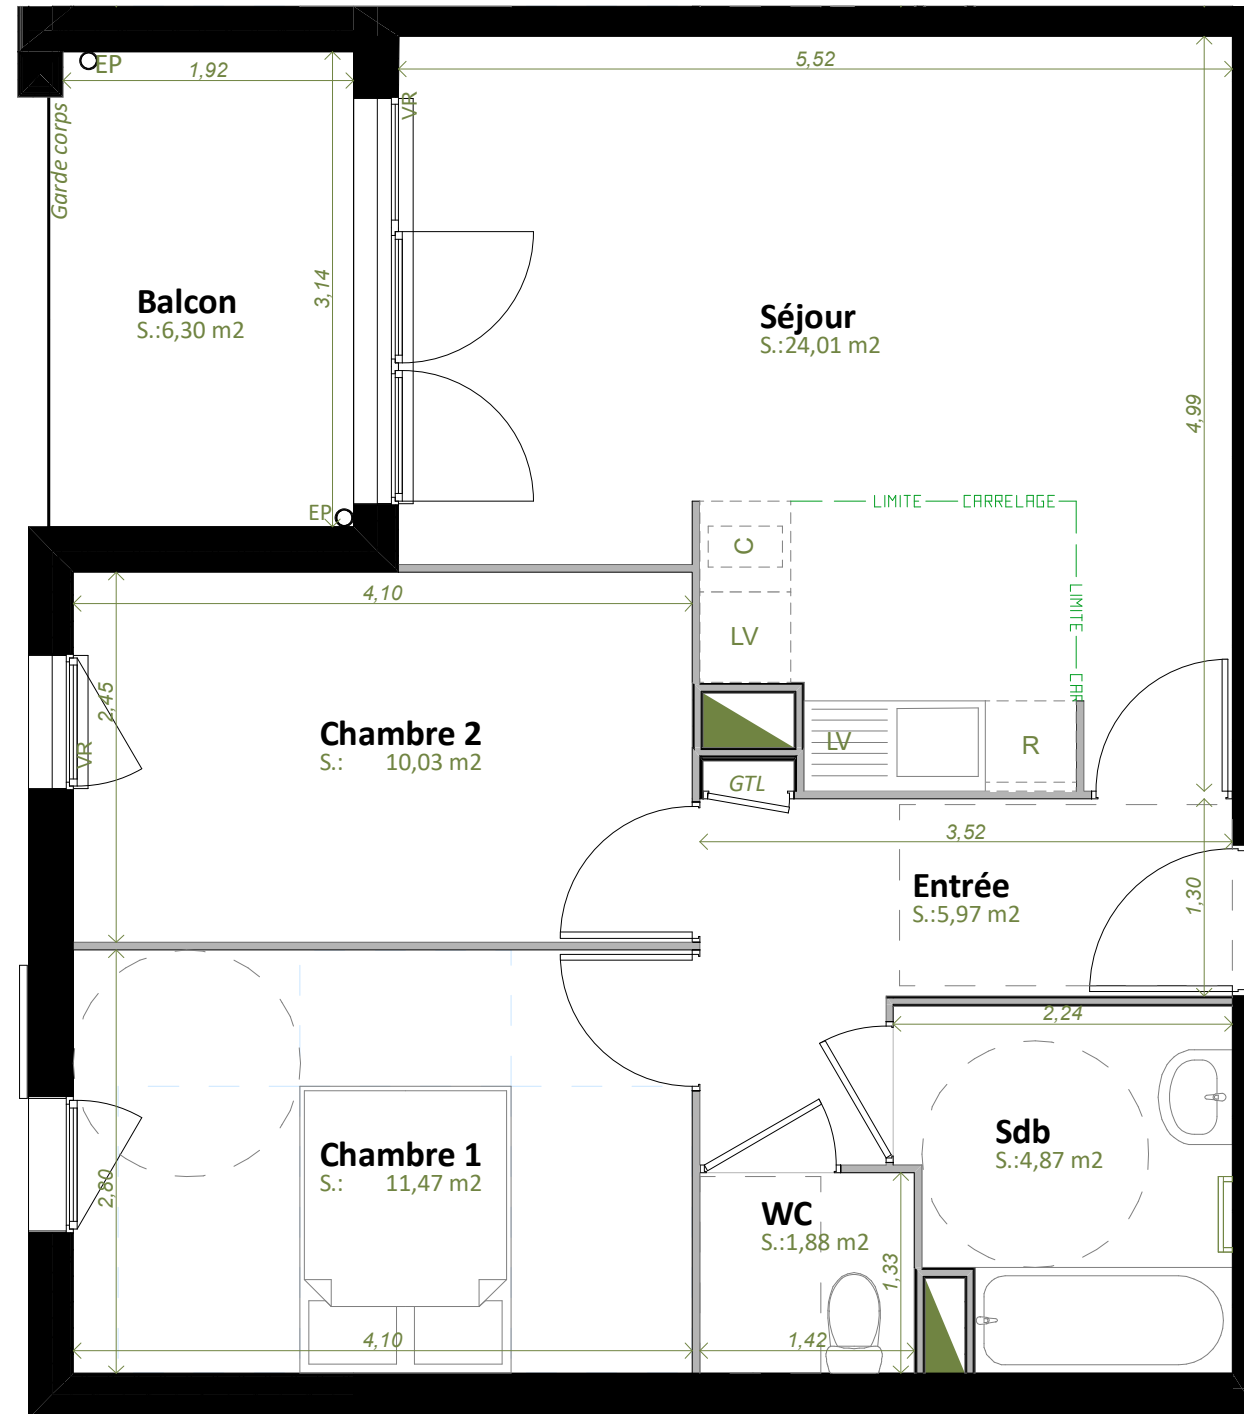 EP
1,92
5,52
VR
Garde corps
3,14
Balcon
S.:6,30 m2
Séjour
S.:24,01 m2
4,99
EP
LIMITE
CARRELAGE
C
LIMITE
CAR
LV
4,10
2,45
VR
Chambre 2
S.: 10,03 m2
LV
R
GTL
3,52
Entrée
S.:5,97 m2
1,30
2,24
Sdb
S.:4,87 m2
Chambre 1
S.: 11,47 m2
2,80
WC
S.:1,88 m2
1,33
4,10
1,42